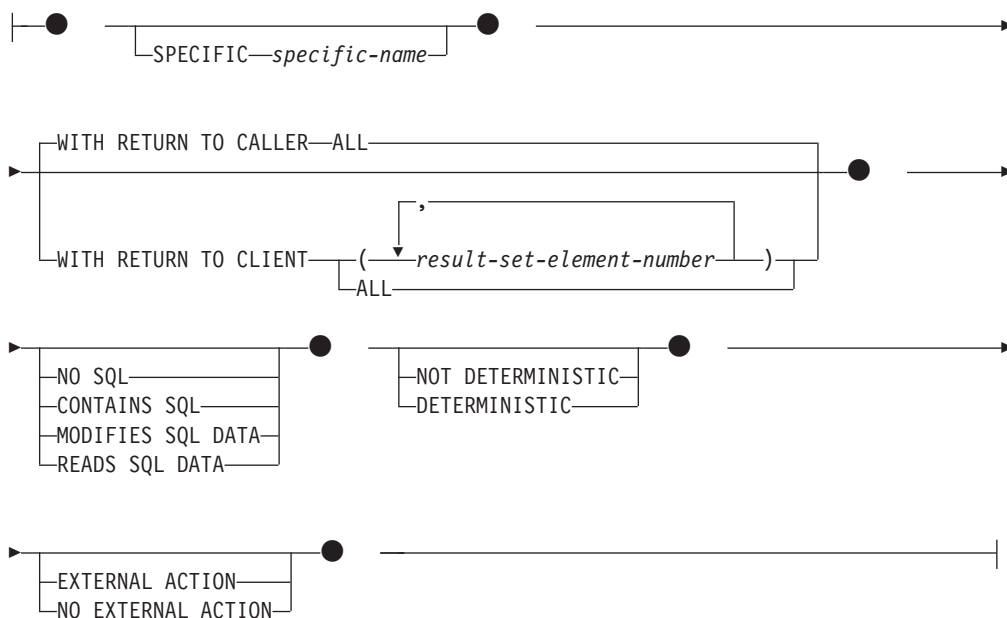 SPECIFIC specific-name
WITH RETURN TO CALLER ALL
,
WITH RETURN TO CLIENT ( result-set-element-number )
ALL
NO SQL
CONTAINS SQL
MODIFIES SQL DATA
READS SQL DATA
NOT DETERMINISTIC
DETERMINISTIC
EXTERNAL ACTION
NO EXTERNAL ACTION